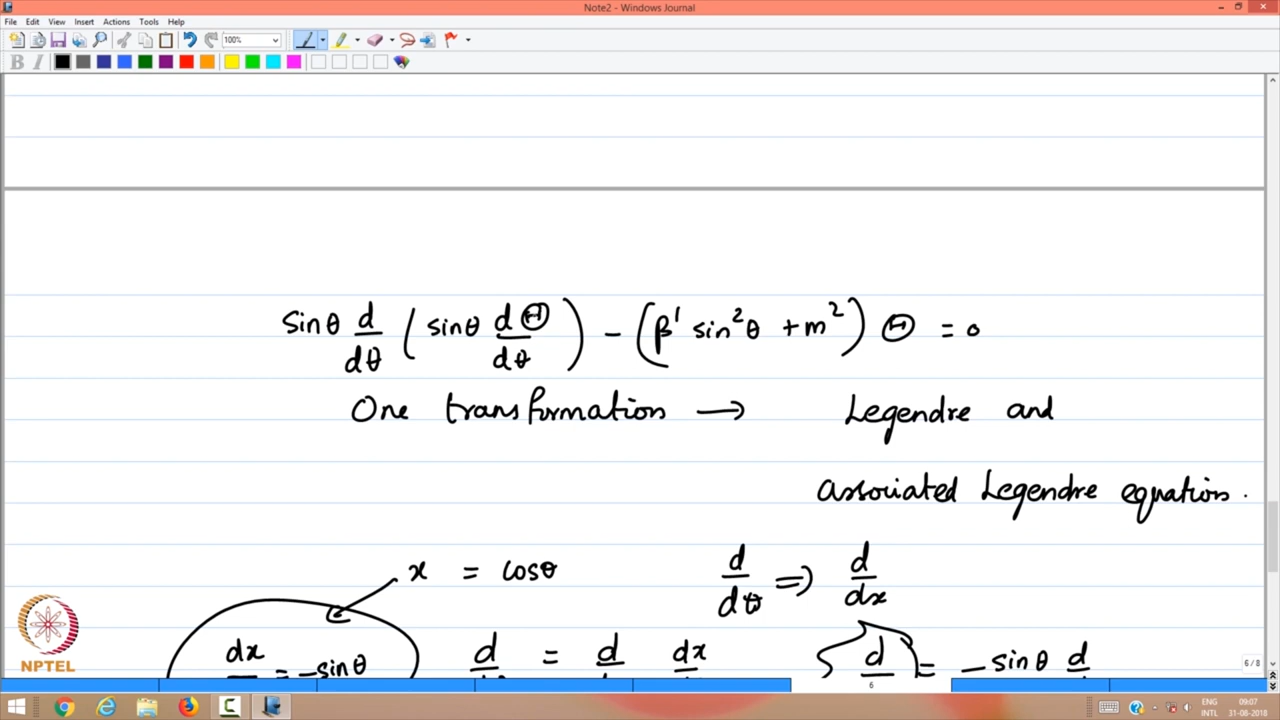 Note2 - Windows Journal
File Edit View Insert Actions Tools Help
100%
B I
sinθ d/dθ ( sinθ dΘ/dθ ) - ( β' sin²θ + m² ) Θ = 0
One transformation → Legendre and
associated Legendre equation.
x = cosθ d/dθ ⇒ d/dx
dx = -sinθ d = d dx d = -sinθ d
NPTEL
6 / 8
6
ENG 09:07
INTL 31-08-2018